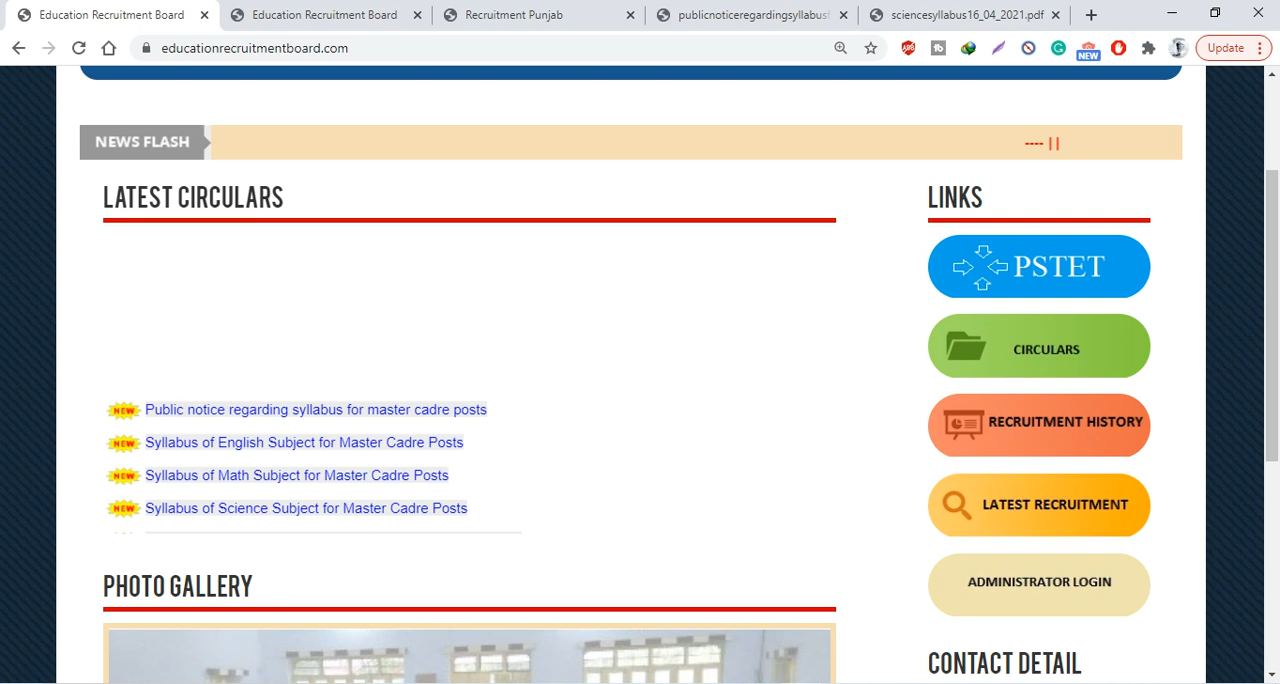 Education Recruitment Board
Education Recruitment Board
Recruitment Punjab
publicnoticeregardingsyllabusf
sciencesyllabus16_04_2021.pdf
educationrecruitmentboard.com
NEW
Update
NEWS FLASH
---- ||
LATEST CIRCULARS
LINKS
PSTET
CIRCULARS
NEW Public notice regarding syllabus for master cadre posts
RECRUITMENT HISTORY
NEW Syllabus of English Subject for Master Cadre Posts
NEW Syllabus of Math Subject for Master Cadre Posts
NEW Syllabus of Science Subject for Master Cadre Posts
LATEST RECRUITMENT
PHOTO GALLERY
ADMINISTRATOR LOGIN
CONTACT DETAIL